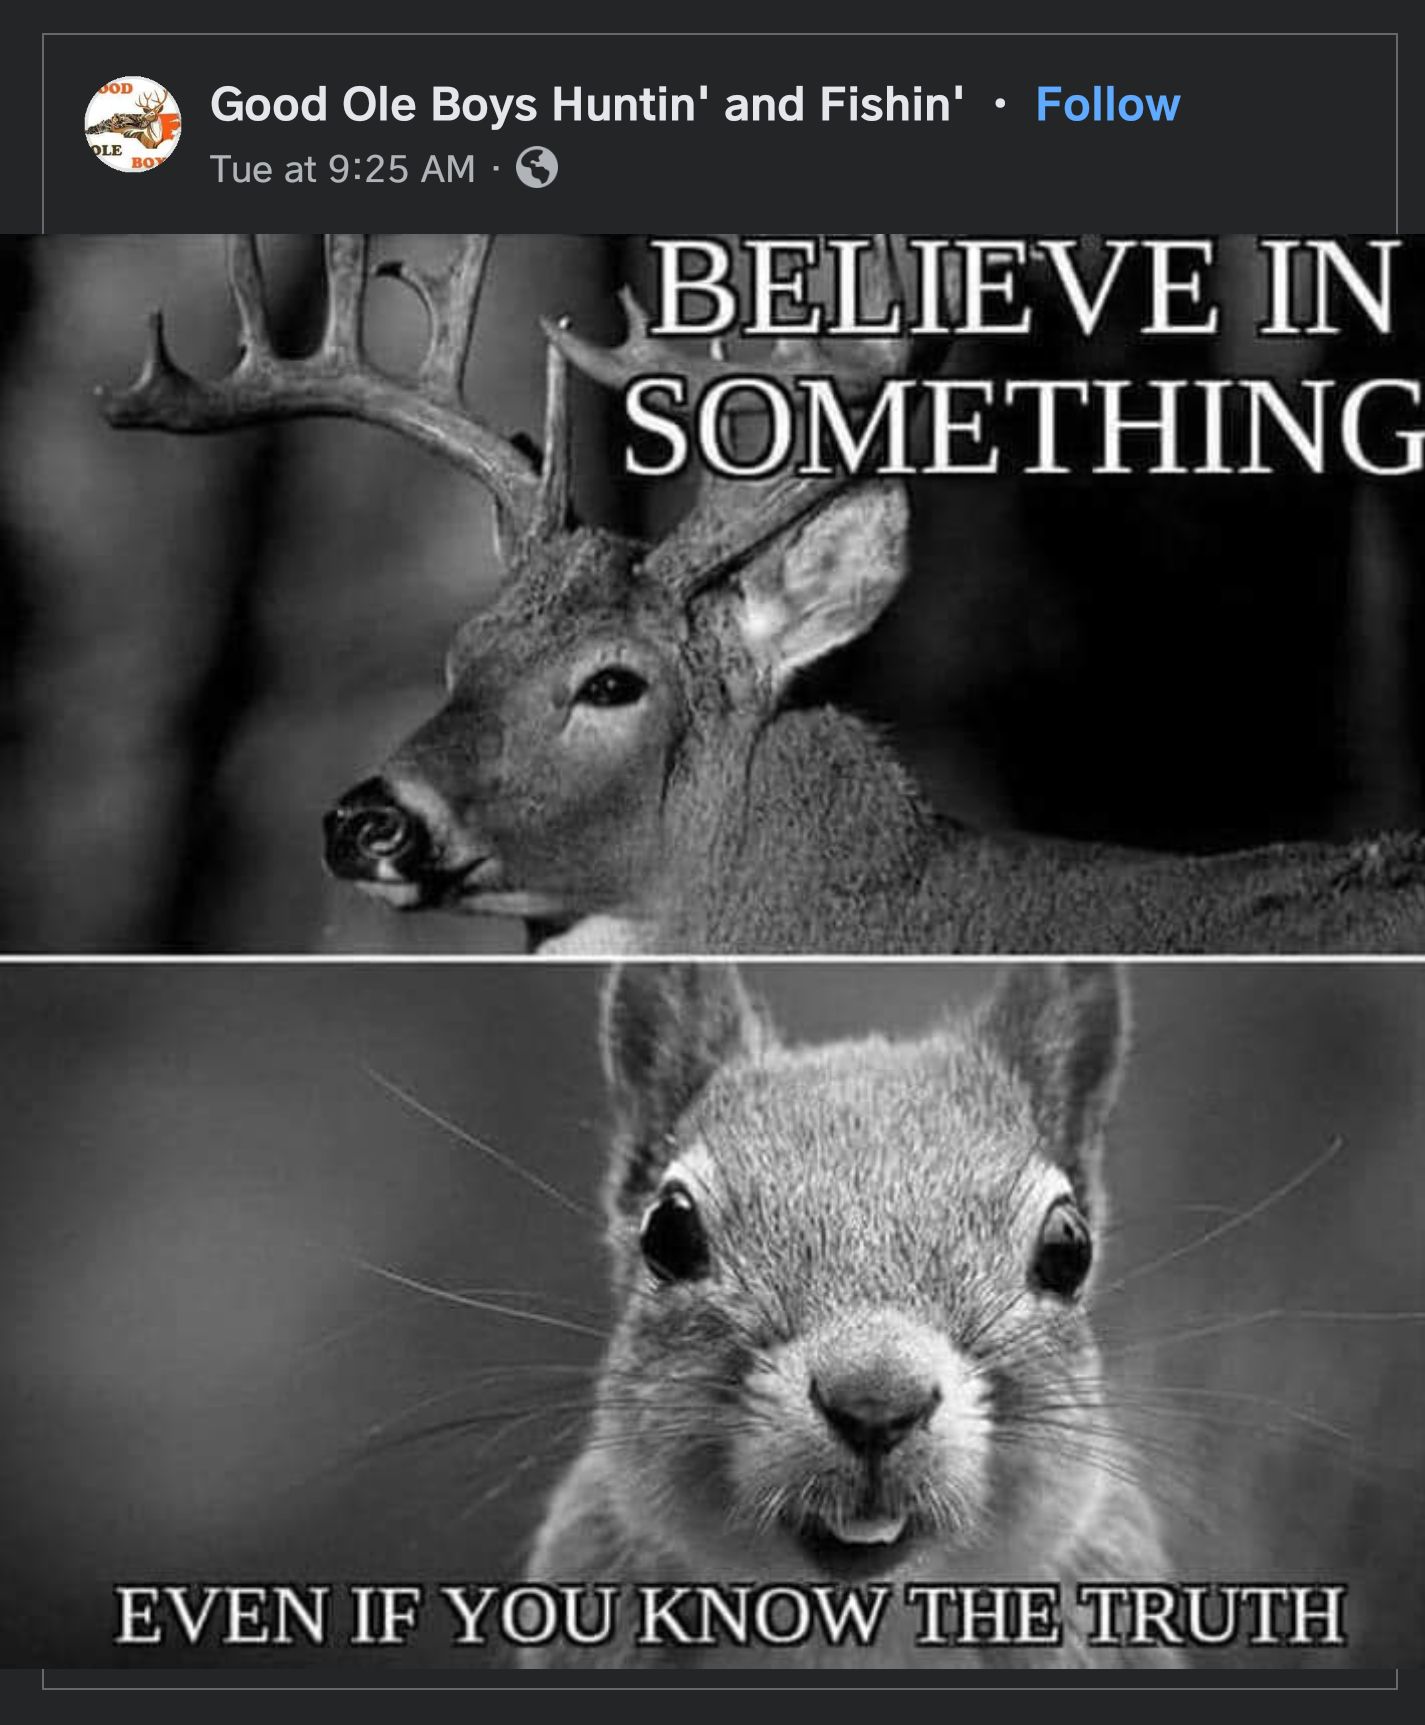 OOD
OLE
BOY
Good Ole Boys Huntin' and Fishin' · Follow
Tue at 9:25 AM ·
BELIEVE IN
SOMETHING
EVEN IF YOU KNOW THE TRUTH